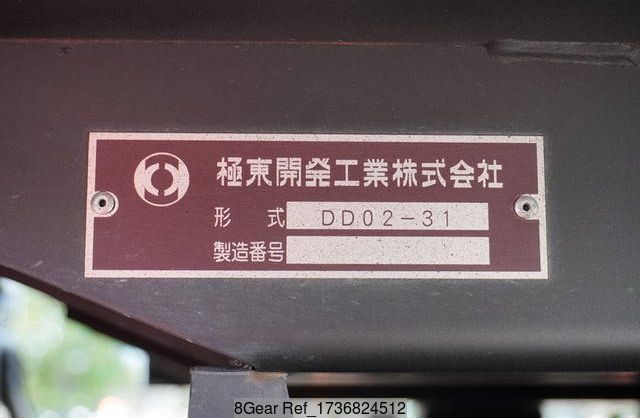 極東開発工業株式会社
形 式 DD02-31
製造番号
8Gear Ref_1736824512